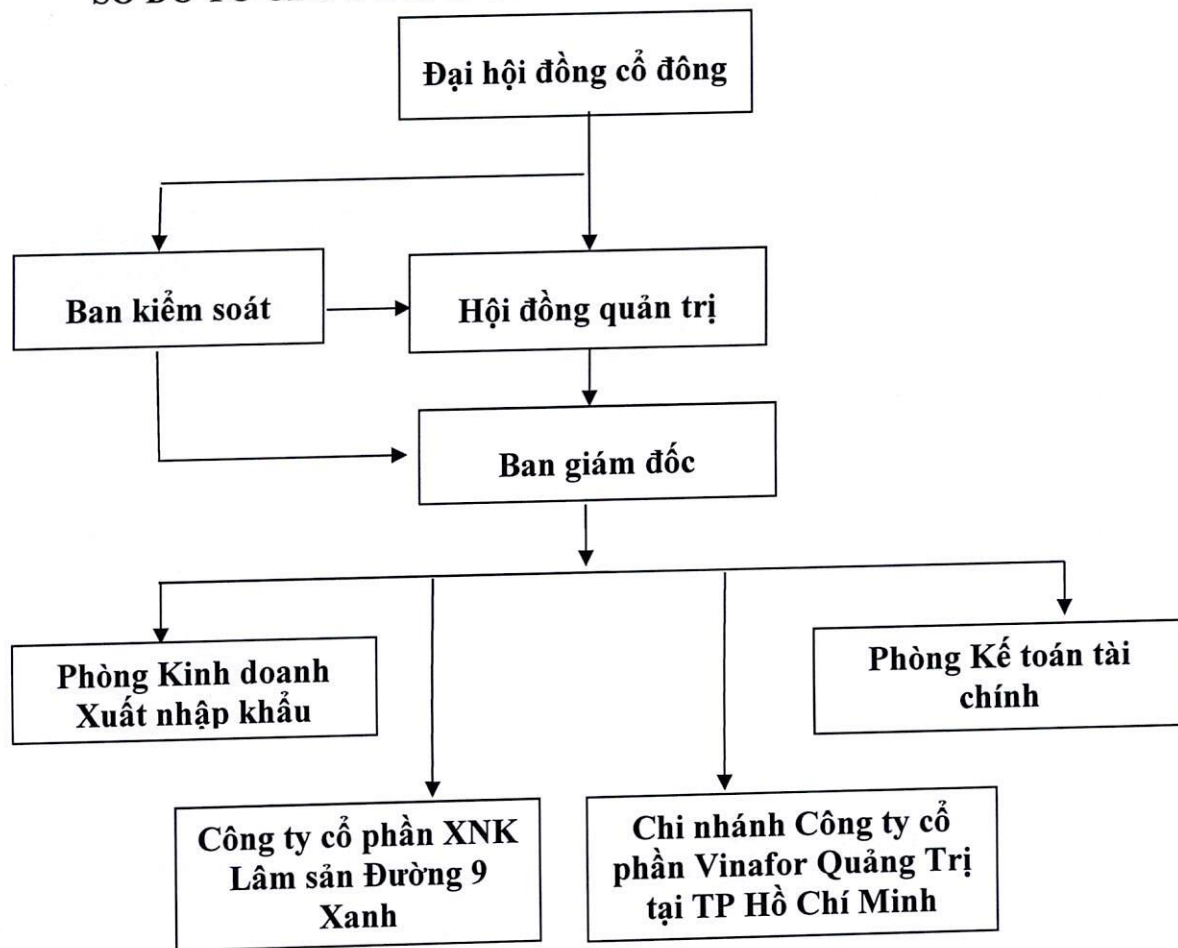 Đại hội đồng cổ đông
Ban kiểm soát
Hội đồng quản trị
Ban giám đốc
Phòng Kinh doanh
Xuất nhập khẩu
Phòng Kế toán tài
chính
Công ty cổ phần XNK
Lâm sản Đường 9
Xanh
Chi nhánh Công ty cổ
phần Vinafor Quảng Trị
tại TP Hồ Chí Minh